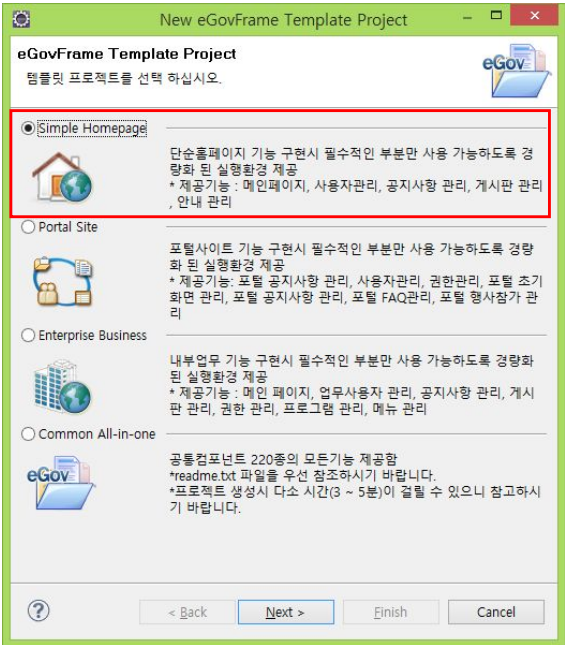 New eGovFrame Template Project
eGovFrame Template Project
템플릿 프로젝트를 선택 하십시오.
eGov
Simple Homepage
단순홈페이지 기능 구현시 필수적인 부분만 사용 가능하도록 경
량화 된 실행환경 제공
* 제공기능 : 메인페이지, 사용자관리, 공지사항 관리, 게시판 관리
, 안내 관리
Portal Site
포털사이트 기능 구현시 필수적인 부분만 사용 가능하도록 경량
화 된 실행환경 제공
* 제공기능: 포털 공지사항 관리, 사용자관리, 권한관리, 포털 초기
화면 관리, 포털 공지사항 관리, 포털 FAQ관리, 포털 행사참가 관
리
Enterprise Business
내부업무 기능 구현시 필수적인 부분만 사용 가능하도록 경량화
된 실행환경 제공
* 제공기능 : 메인 페이지, 업무사용자 관리, 공지사항 관리, 게시
판 관리, 권한 관리, 프로그램 관리, 메뉴 관리
Common All-in-one
eGov
공통컴포넌트 220종의 모든기능 제공함
*readme.txt 파일을 우선 참조하시기 바랍니다.
*프로젝트 생성시 다소 시간(3 ~ 5분)이 걸릴 수 있으니 참고하시
기 바랍니다.
< Back
Next >
Finish
Cancel